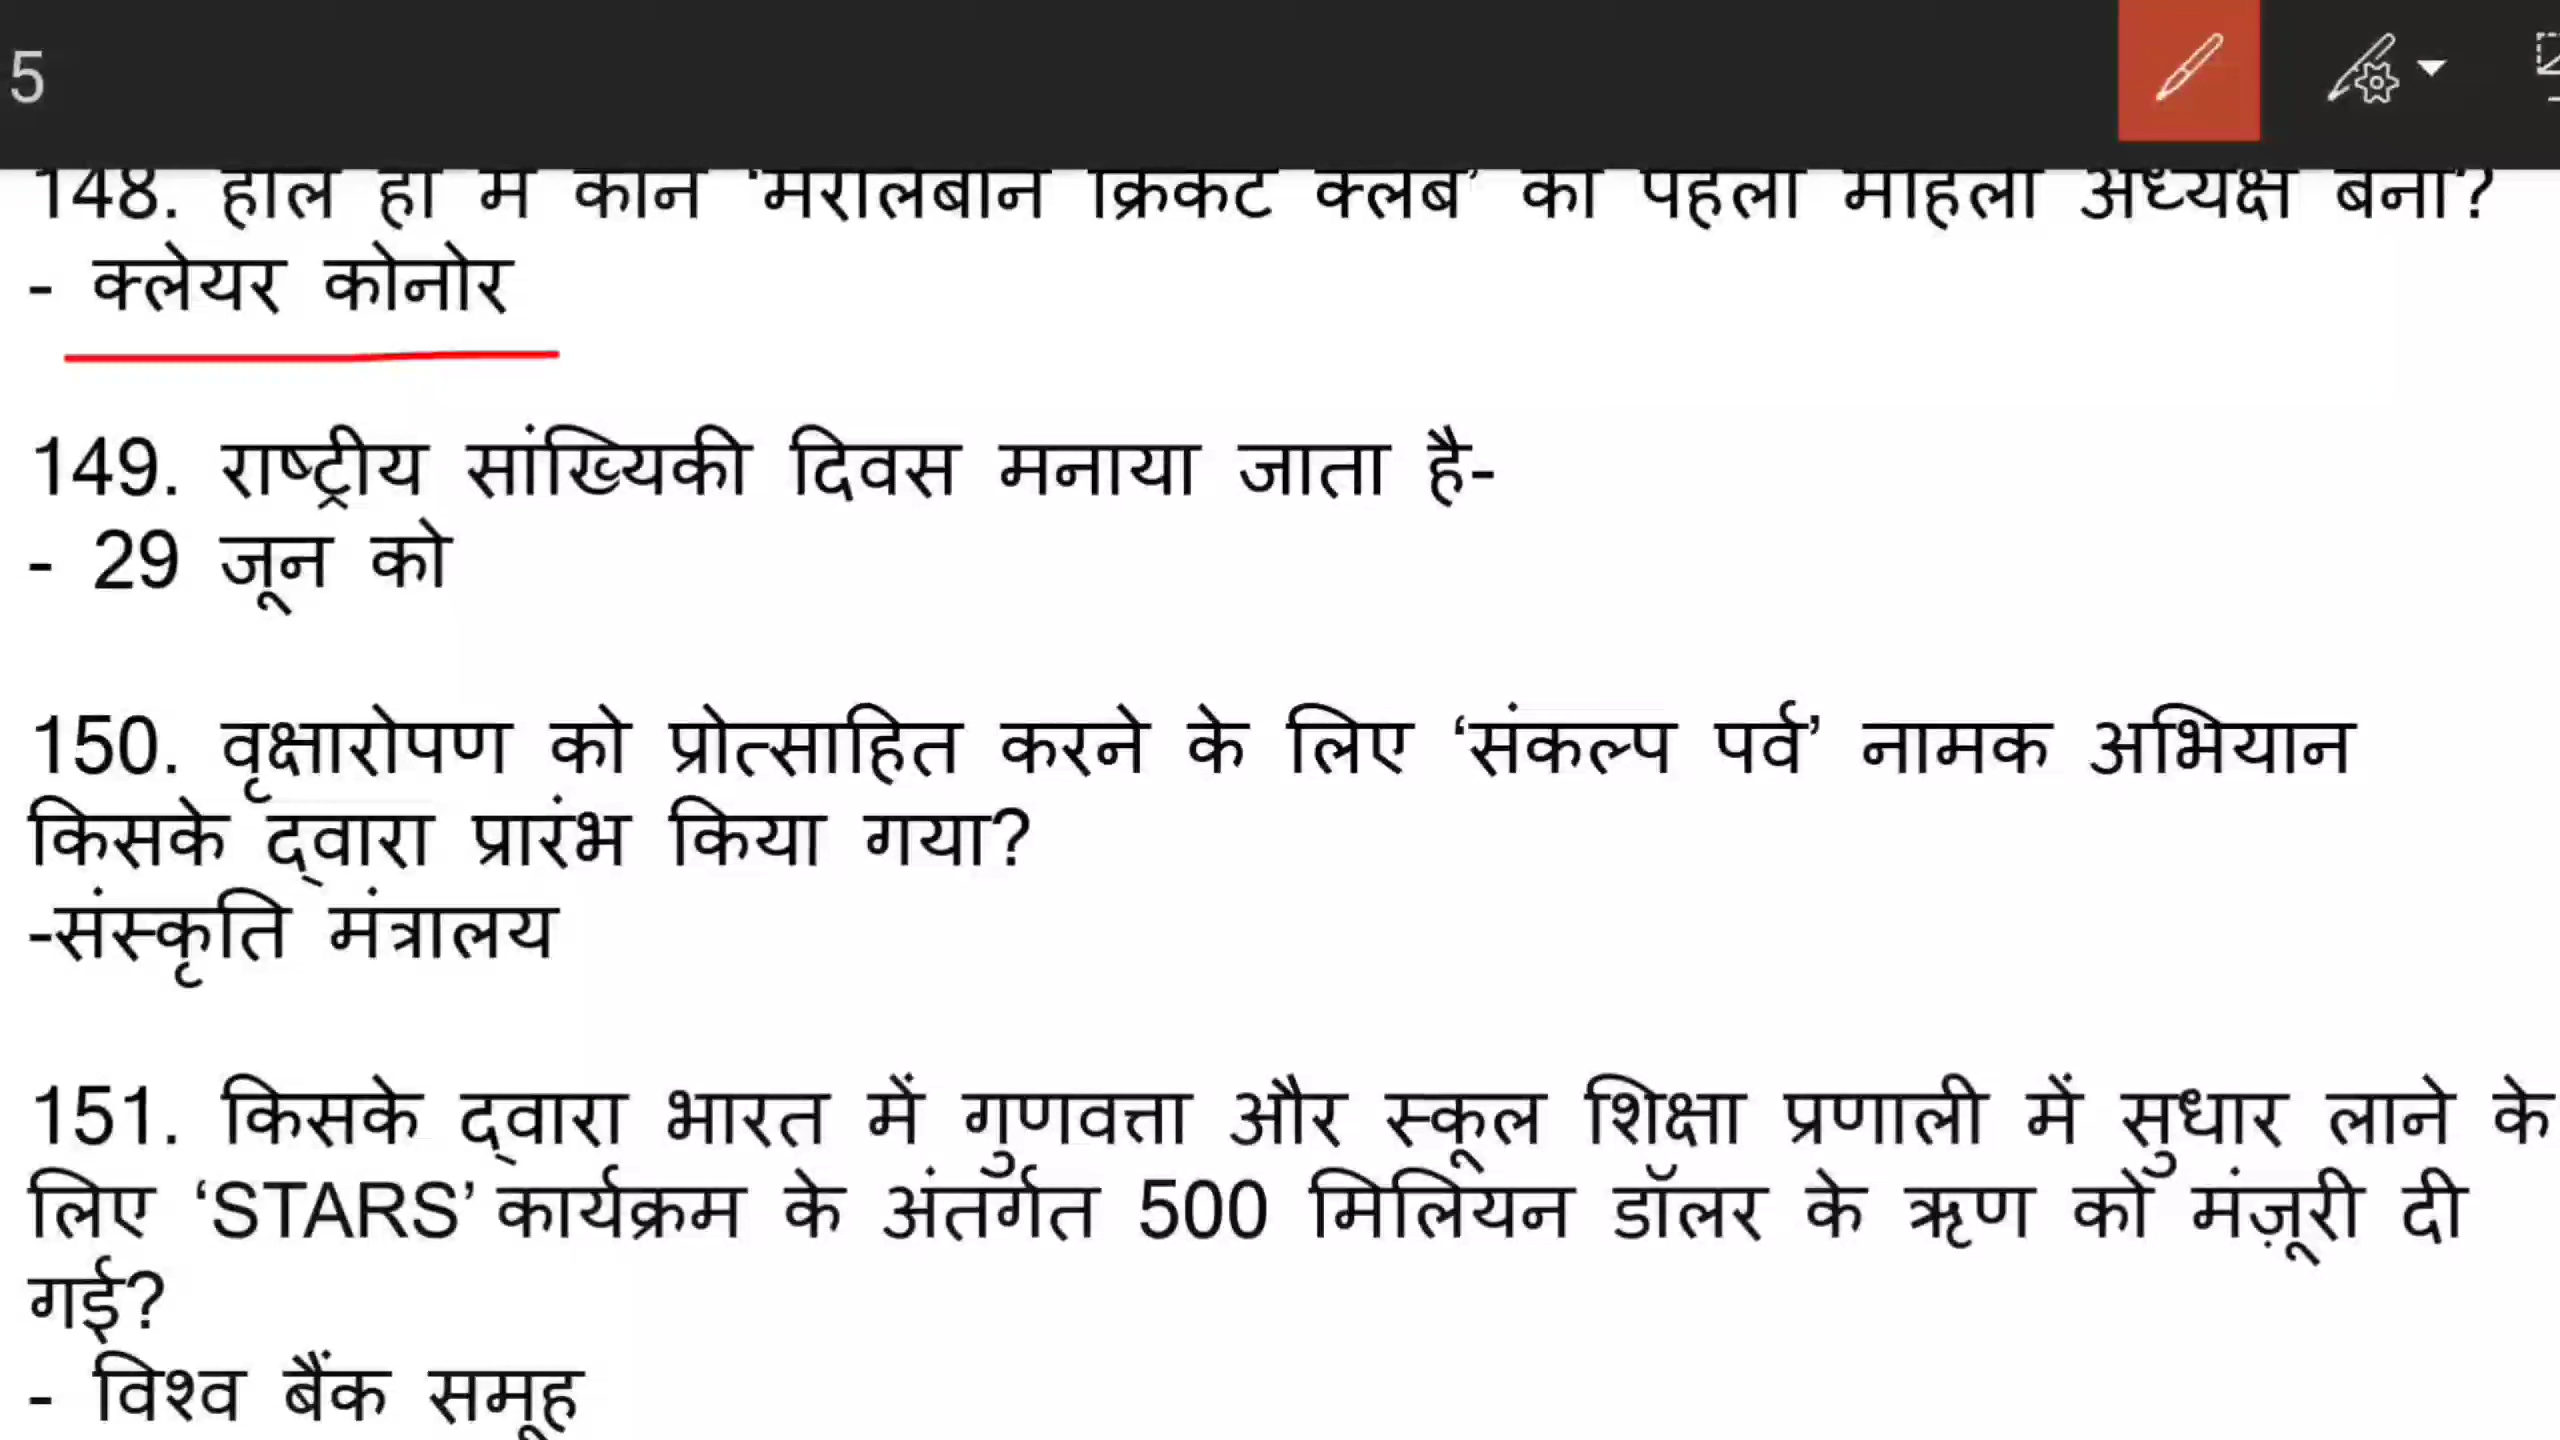 5
148. हाल ही में कौन ‘मेरीलेबोन क्रिकेट क्लब’ की पहली महिला अध्यक्ष बनी?
- क्लेयर कोनोर
149. राष्ट्रीय सांख्यिकी दिवस मनाया जाता है-
- 29 जून को
150. वृक्षारोपण को प्रोत्साहित करने के लिए ‘संकल्प पर्व’ नामक अभियान
किसके द्वारा प्रारंभ किया गया?
-संस्कृति मंत्रालय
151. किसके द्वारा भारत में गुणवत्ता और स्कूल शिक्षा प्रणाली में सुधार लाने के
लिए ‘STARS’ कार्यक्रम के अंतर्गत 500 मिलियन डॉलर के ऋण को मंज़ूरी दी
गई?
- विश्व बैंक समूह